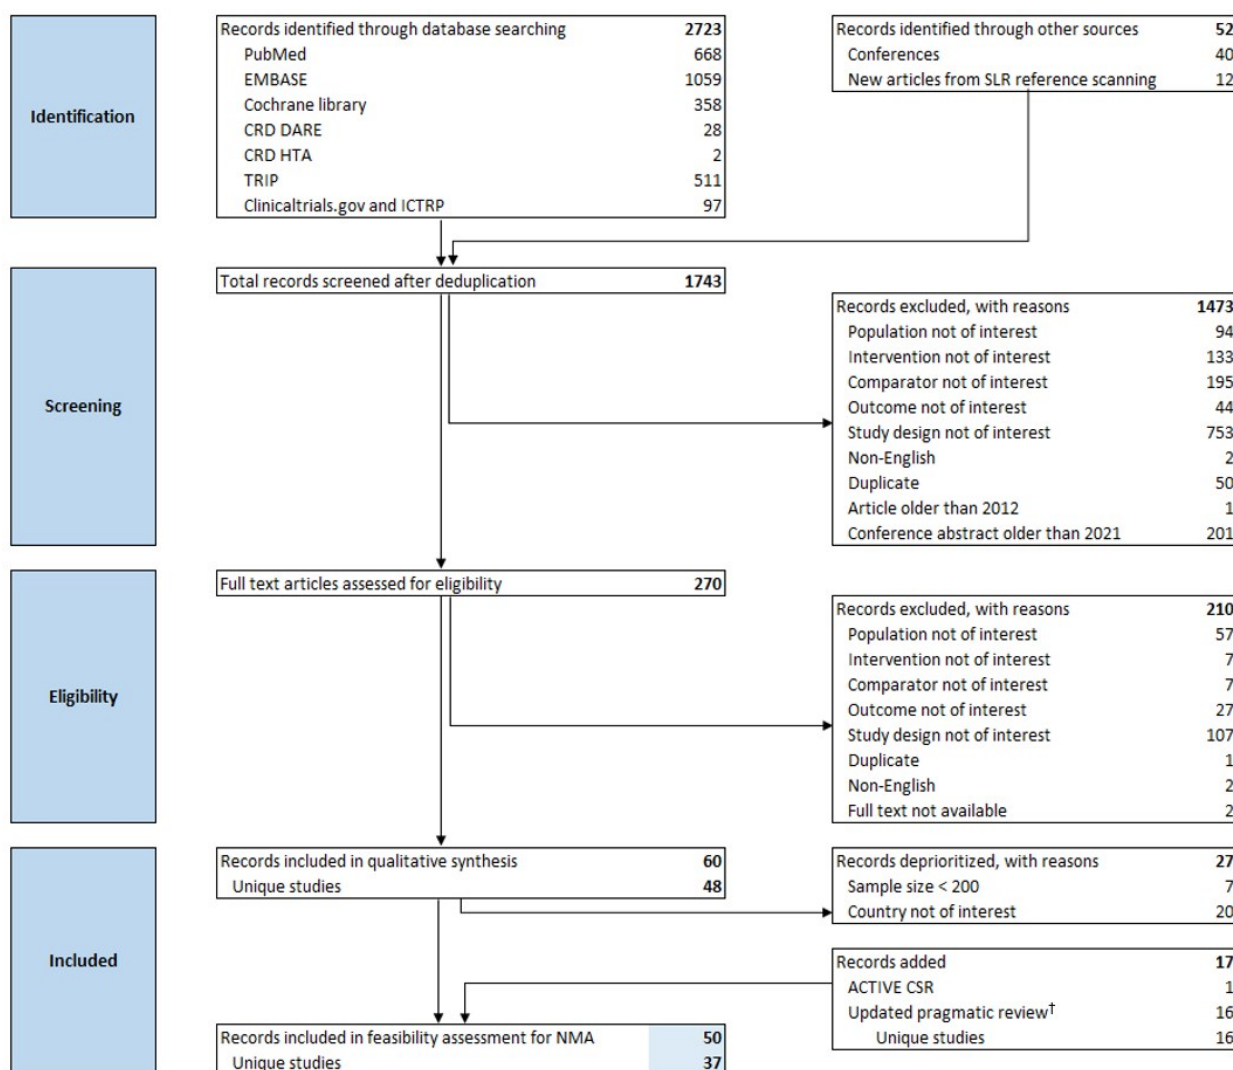 Identification
Records identified through database searching 2723
PubMed 668
EMBASE 1059
Cochrane library 358
CRD DARE 28
CRD HTA 2
TRIP 511
Clinicaltrials.gov and ICTRP 97
Records identified through other sources 52
Conferences 40
New articles from SLR reference scanning 12
Screening
Total records screened after deduplication 1743
Records excluded, with reasons 1473
Population not of interest 94
Intervention not of interest 133
Comparator not of interest 195
Outcome not of interest 44
Study design not of interest 753
Non-English 2
Duplicate 50
Article older than 2012 1
Conference abstract older than 2021 201
Eligibility
Full text articles assessed for eligibility 270
Records excluded, with reasons 210
Population not of interest 57
Intervention not of interest 7
Comparator not of interest 7
Outcome not of interest 27
Study design not of interest 107
Duplicate 1
Non-English 2
Full text not available 2
Included
Records included in qualitative synthesis 60
Unique studies 48
Records deprioritized, with reasons 27
Sample size < 200 7
Country not of interest 20
Records added 17
ACTIVE CSR 1
Updated pragmatic review† 16
Unique studies 16
Records included in feasibility assessment for NMA 50
Unique studies 37